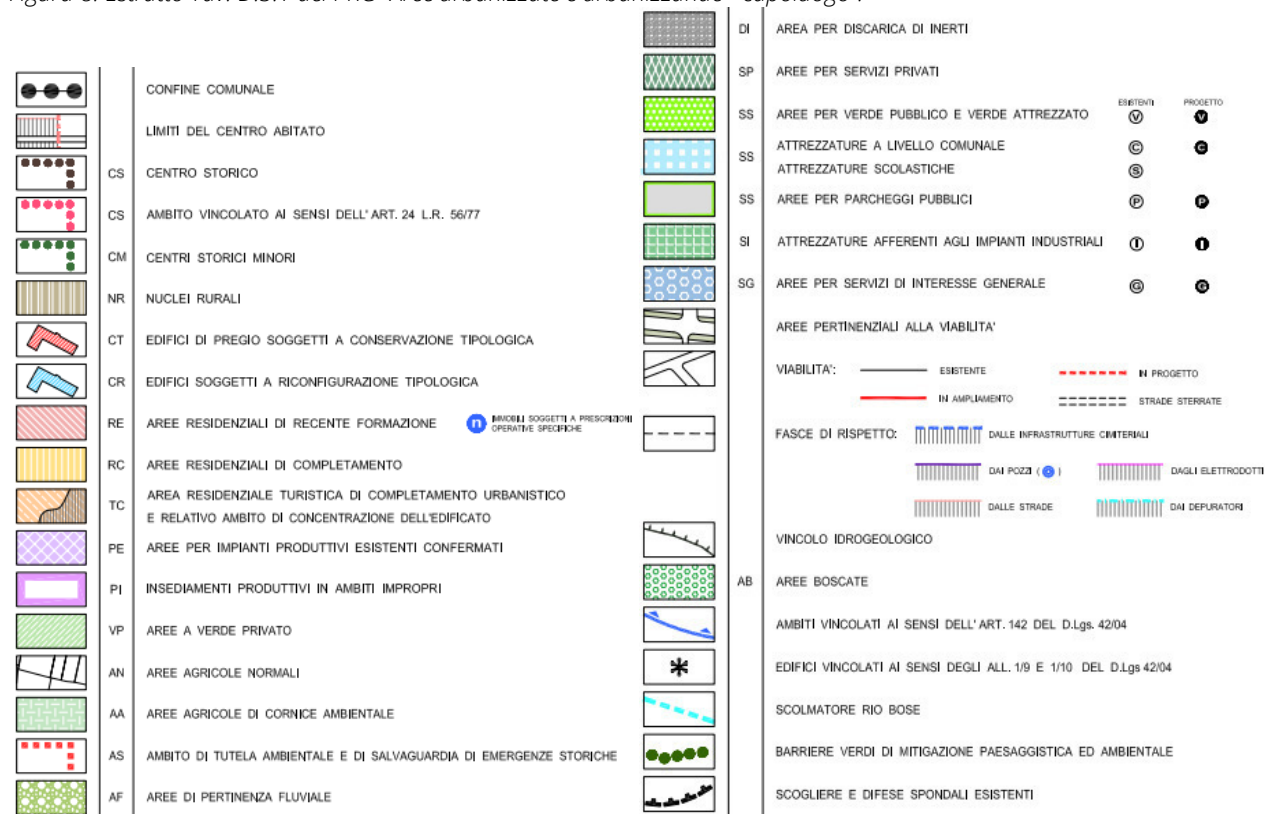 CONFINE COMUNALE
LIMITI DEL CENTRO ABITATO
CS CENTRO STORICO
CS AMBITO VINCOLATO AI SENSI DELL' ART. 24 L.R. 56/77
CM CENTRI STORICI MINORI
NR NUCLEI RURALI
CT EDIFICI DI PREGIO SOGGETTI A CONSERVAZIONE TIPOLOGICA
CR EDIFICI SOGGETTI A RICONFIGURAZIONE TIPOLOGICA
RE AREE RESIDENZIALI DI RECENTE FORMAZIONE n IMMOBILI SOGGETTI A PRESCRIZIONI
OPERATIVE SPECIFICHE
RC AREE RESIDENZIALI DI COMPLETAMENTO
TC AREA RESIDENZIALE TURISTICA DI COMPLETAMENTO URBANISTICO
E RELATIVO AMBITO DI CONCENTRAZIONE DELL'EDIFICATO
PE AREE PER IMPIANTI PRODUTTIVI ESISTENTI CONFERMATI
PI INSEDIAMENTI PRODUTTIVI IN AMBITI IMPROPRI
VP AREE A VERDE PRIVATO
AN AREE AGRICOLE NORMALI
AA AREE AGRICOLE DI CORNICE AMBIENTALE
AS AMBITO DI TUTELA AMBIENTALE E DI SALVAGUARDIA DI EMERGENZE STORICHE
AF AREE DI PERTINENZA FLUVIALE
DI AREA PER DISCARICA DI INERTI
SP AREE PER SERVIZI PRIVATI
ESISTENTI PROGETTO
SS AREE PER VERDE PUBBLICO E VERDE ATTREZZATO V V
SS ATTREZZATURE A LIVELLO COMUNALE C C
ATTREZZATURE SCOLASTICHE S
SS AREE PER PARCHEGGI PUBBLICI P P
SI ATTREZZATURE AFFERENTI AGLI IMPIANTI INDUSTRIALI I I
SG AREE PER SERVIZI DI INTERESSE GENERALE G G
AREE PERTINENZIALI ALLA VIABILITA'
VIABILITA': ESISTENTE IN PROGETTO
IN AMPLIAMENTO STRADE STERRATE
FASCE DI RISPETTO: DALLE INFRASTRUTTURE CIMITERIALI
DAI POZZI ( ) DAGLI ELETTRODOTTI
DALLE STRADE DAI DEPURATORI
VINCOLO IDROGEOLOGICO
AB AREE BOSCATE
AMBITI VINCOLATI AI SENSI DELL' ART. 142 DEL D.Lgs. 42/04
EDIFICI VINCOLATI AI SENSI DEGLI ALL. 1/9 E 1/10 DEL D.Lgs 42/04
SCOLMATORE RIO BOSE
BARRIERE VERDI DI MITIGAZIONE PAESAGGISTICA ED AMBIENTALE
SCOGLIERE E DIFESE SPONDALI ESISTENTI